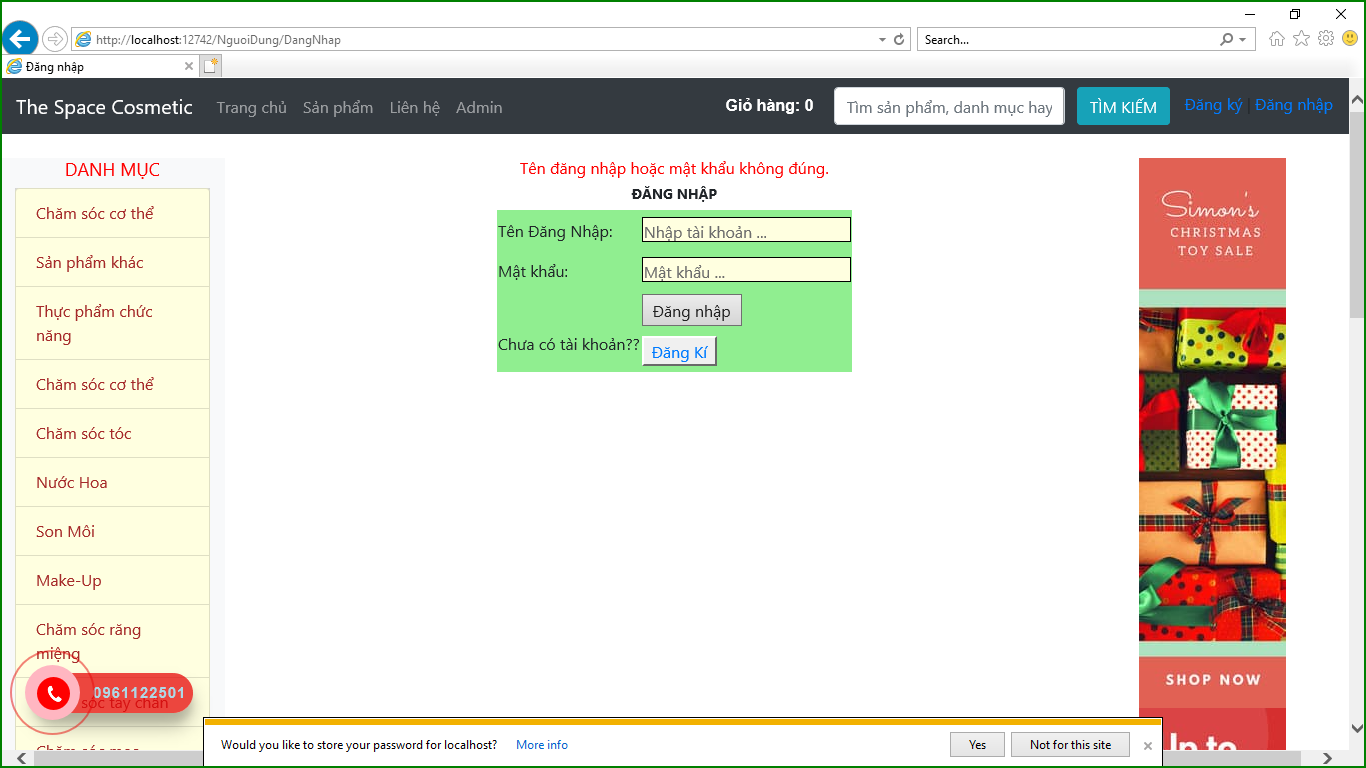 http://localhost:12742/NguoiDung/DangNhap
Search...
Đăng nhập
The Space Cosmetic
Trang chủ
Sản phẩm
Liên hệ
Admin
Giỏ hàng: 0
Tìm sản phẩm, danh mục hay
TÌM KIẾM
Đăng ký | Đăng nhập
DANH MỤC
Chăm sóc cơ thể
Sản phẩm khác
Thực phẩm chức
năng
Chăm sóc cơ thể
Chăm sóc tóc
Nước Hoa
Son Môi
Make-Up
Chăm sóc răng
miệng
sóc tay chân
0961122501
Tên đăng nhập hoặc mật khẩu không đúng.
ĐĂNG NHẬP
Tên Đăng Nhập:
Nhập tài khoản ...
Mật khẩu:
Mật khẩu ...
Đăng nhập
Chưa có tài khoản??
Đăng Kí
Simon's
CHRISTMAS
TOY SALE
SHOP NOW
Up to
Would you like to store your password for localhost?
More info
Yes
Not for this site